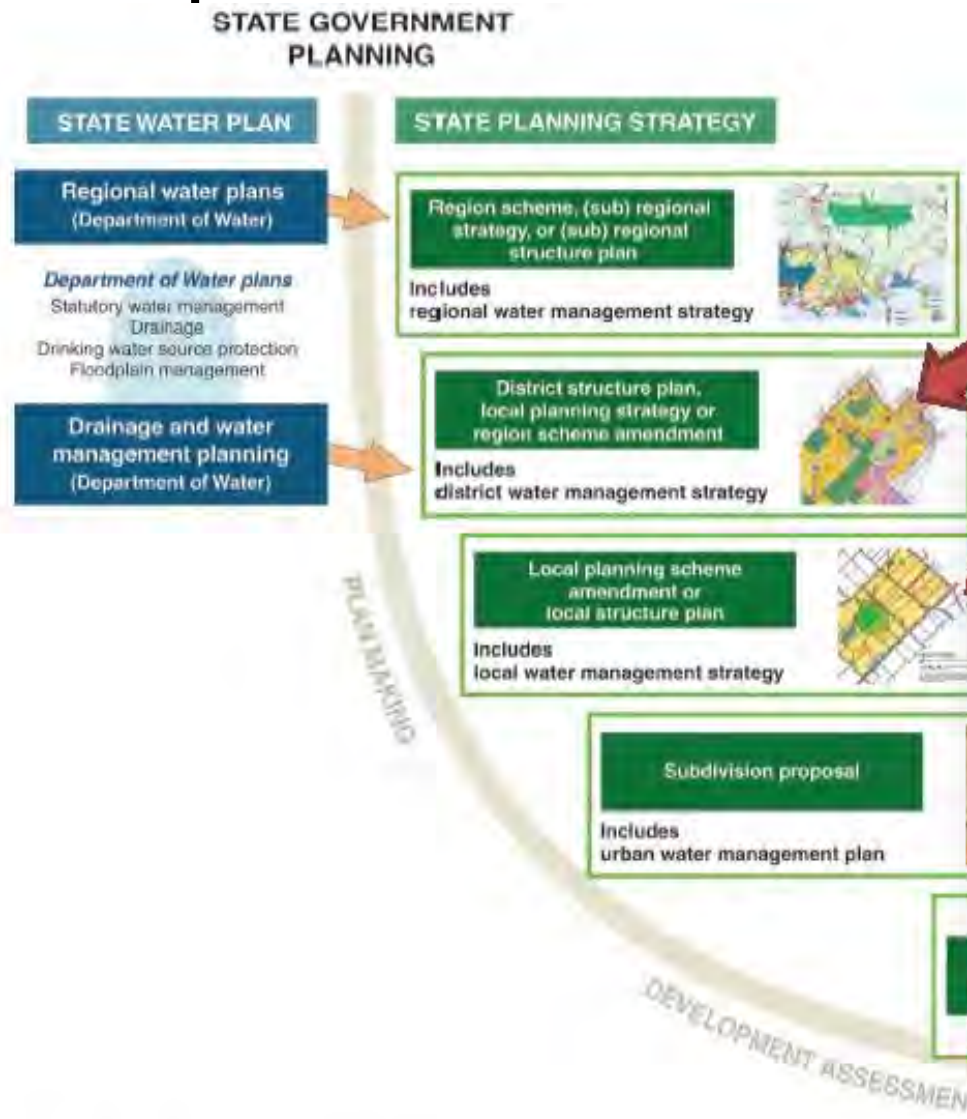 STATE GOVERNMENT
PLANNING
STATE WATER PLAN
STATE PLANNING STRATEGY
Regional water plans
(Department of Water)
Region scheme, (sub) regional
strategy, or (sub) regional
structure plan
Includes
regional water management strategy
Department of Water plans
Statutory water management
Drainage
Drinking water source protection
Floodplain management
Drainage and water
management planning
(Department of Water)
District structure plan,
local planning strategy or
region scheme amendment
Includes
district water management strategy
Local planning scheme
amendment or
local structure plan
Includes
local water management strategy
PLAN MAKING
Subdivision proposal
Includes
urban water management plan
DEVELOPMENT ASSESSMEN